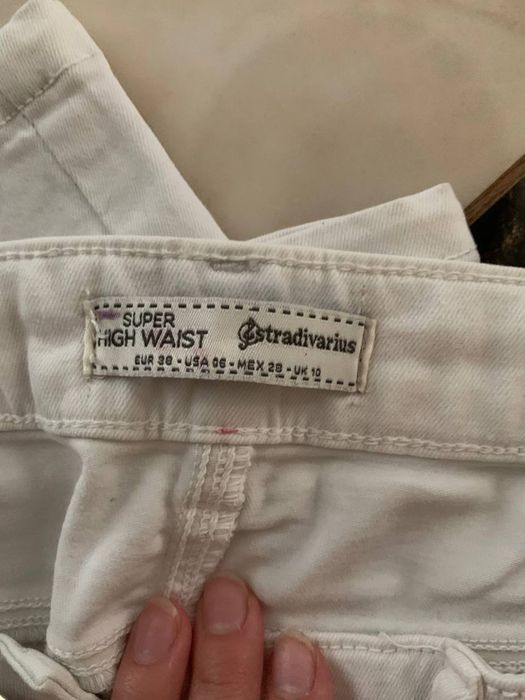 SUPER
HIGH WAIST
Stradivarius
EUR 38 - USA 06 - MEX 28 - UK 10